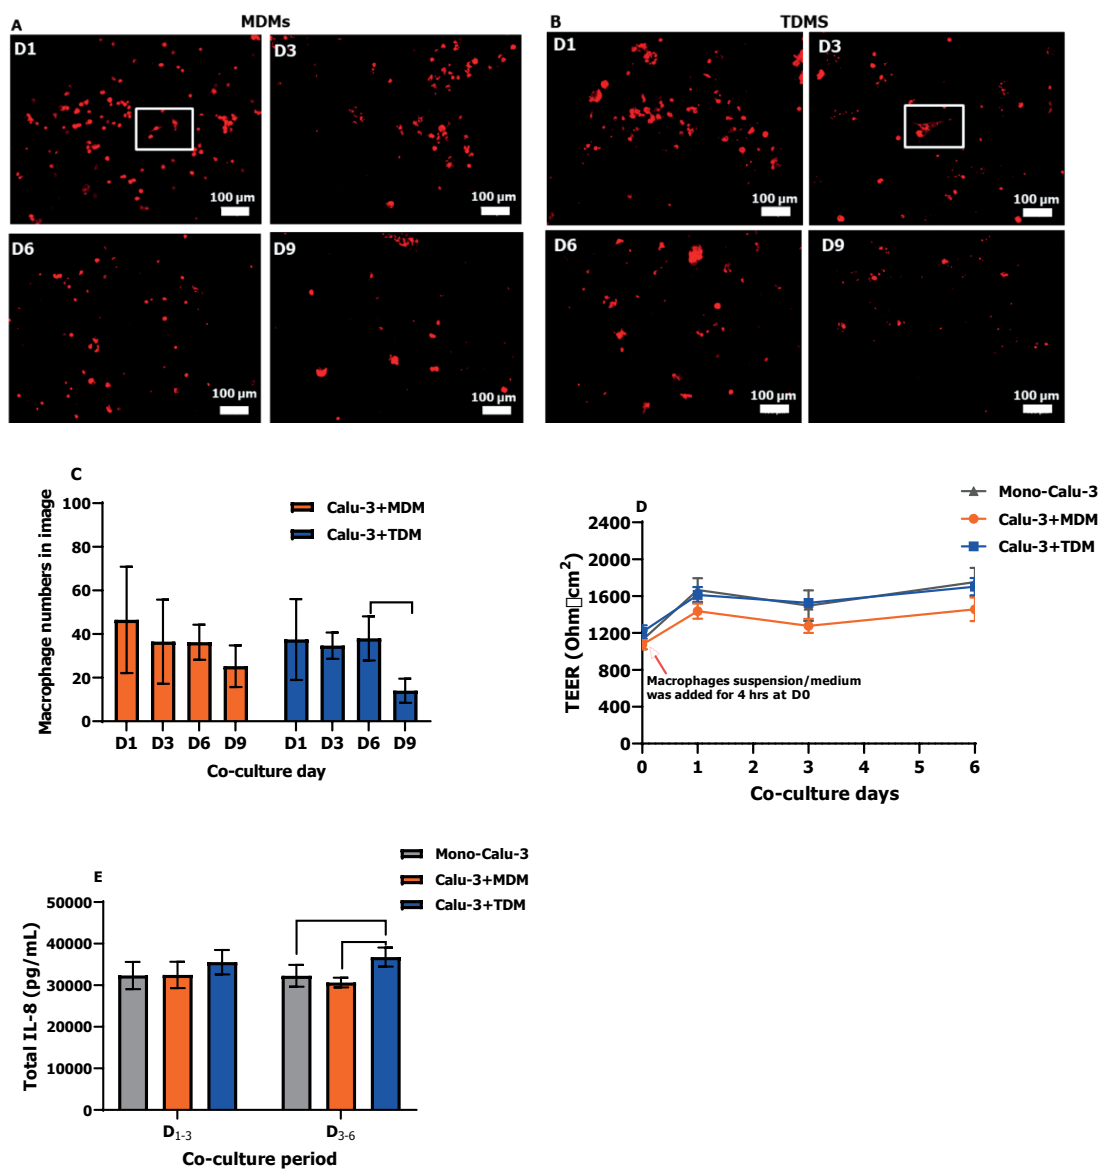 A
MDMs
D1
100 µm
D3
100 µm
D6
100 µm
D9
100 µm
B
TDMS
D1
100 µm
D3
100 µm
D6
100 µm
D9
100 µm
C
Macrophage numbers in image
100
80
60
40
20
0
Calu-3+MDM
Calu-3+TDM
D1 D3 D6 D9 D1 D3 D6 D9
Co-culture day
D
Mono-Calu-3
Calu-3+MDM
Calu-3+TDM
TEER (Ohm□cm²)
2400
2000
1600
1200
800
400
0
Macrophages suspension/medium
was added for 4 hrs at D0
0 1 2 3 4 5 6
Co-culture days
E
Mono-Calu-3
Calu-3+MDM
Calu-3+TDM
Total IL-8 (pg/mL)
50000
40000
30000
20000
10000
0
D1-3 D3-6
Co-culture period